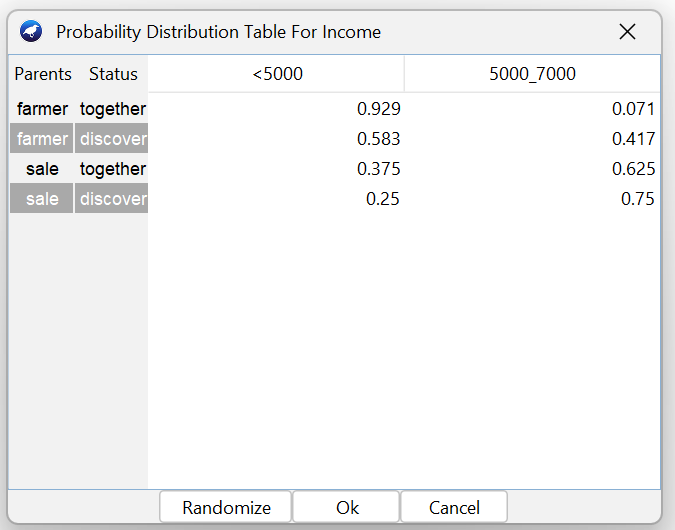 Probability Distribution Table For Income
Parents Status <5000 5000_7000
farmer together 0.929 0.071
farmer discover 0.583 0.417
sale together 0.375 0.625
sale discover 0.25 0.75
Randomize Ok Cancel